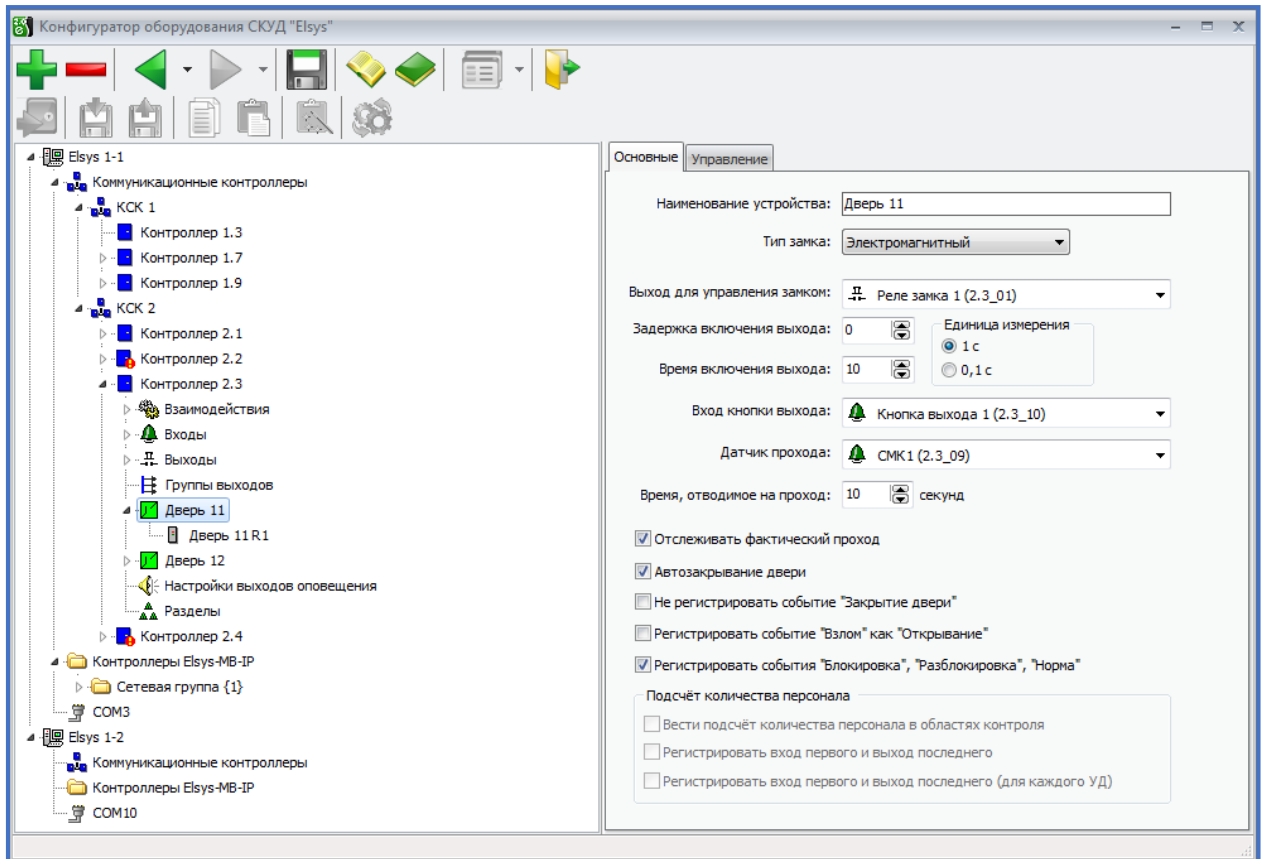 Конфигуратор оборудования СКУД "Elsys"
Elsys 1-1
Коммуникационные контроллеры
КСК 1
Контроллер 1.3
Контроллер 1.7
Контроллер 1.9
КСК 2
Контроллер 2.1
Контроллер 2.2
Контроллер 2.3
Взаимодействия
Входы
Выходы
Группы выходов
Дверь 11
Дверь 11R1
Дверь 12
Настройки выходов оповещения
Разделы
Контроллер 2.4
Контроллеры Elsys-MB-IP
Сетевая группа {1}
COM3
Elsys 1-2
Коммуникационные контроллеры
Контроллеры Elsys-MB-IP
COM10
Основные Управление
Наименование устройства: Дверь 11
Тип замка: Электромагнитный
Выход для управления замком: Реле замка 1 (2.3_01)
Задержка включения выхода: 0
Единица измерения
1 с
Время включения выхода: 10
0,1 с
Вход кнопки выхода: Кнопка выхода 1 (2.3_10)
Датчик прохода: СМК1 (2.3_09)
Время, отводимое на проход: 10 секунд
Отслеживать фактический проход
Автозакрывание двери
Не регистрировать событие "Закрытие двери"
Регистрировать событие "Взлом" как "Открывание"
Регистрировать события "Блокировка", "Разблокировка", "Норма"
Подсчёт количества персонала
Вести подсчёт количества персонала в областях контроля
Регистрировать вход первого и выход последнего
Регистрировать вход первого и выход последнего (для каждого УД)